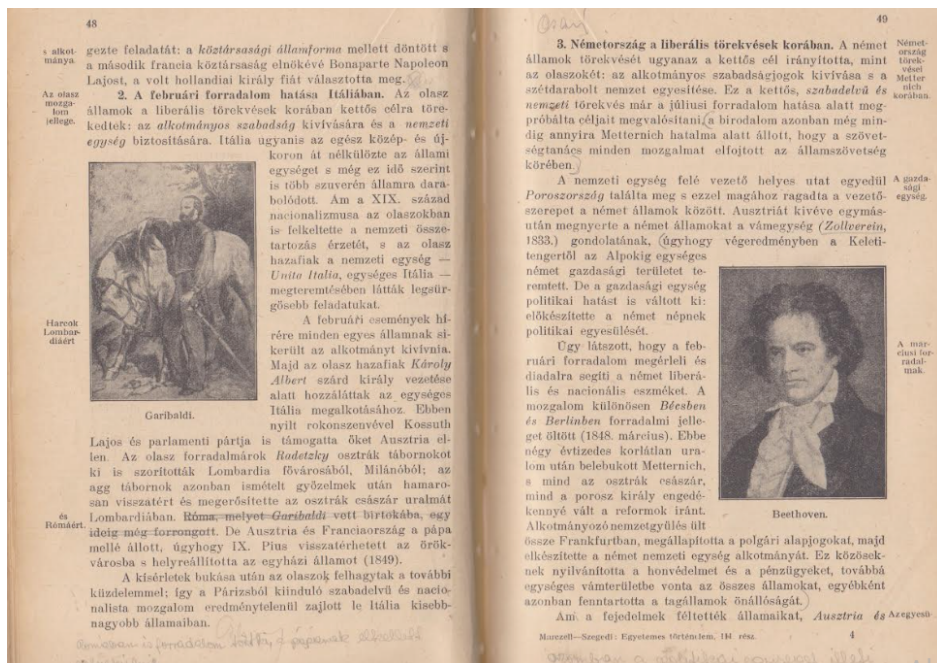 48
s alkot-
mánya.
gezte feladatát: a köztársasági államforma mellett döntött s
a második francia köztársaság elnökévé Bonaparte Napoleon
Lajost, a volt hollandiai király fiát választotta meg.
Az olasz
mozga-
lom
jellege.
2. A februári forradalom hatása Itáliában. Az olasz
államok a liberális törekvések korában kettős célra töre-
kedtek: az alkotmányos szabadság kivívására és a nemzeti
egység biztosítására. Itália ugyanis az egész közép- és új-
koron át nélkülözte az állami
egységet s még ez idő szerint
is több szuverén államra dara-
bolódott. Am a XIX. század
nacionalizmusa az olaszokban
is felkeltette a nemzeti össze-
tartozás érzetét, s az olasz
hazafiak a nemzeti egység —
Unita Italia, egységes Itália —
megteremtésében látták legsür-
gősebb feladatukat.
Harcok
Lombar-
diáért
A februári események hí-
rére minden egyes államnak si-
került az alkotmányt kivívnia.
Majd az olasz hazafiak Károly
Albert szárd király vezetése
alatt hozzáláttak az egységes
Itália megalkotásához. Ebben
nyílt rokonszenvével Kossuth
Garibaldi.
Lajos és parlamenti pártja is támogatta őket Ausztria el-
len. Az olasz forradalmárok Radetzky osztrák tábornokot
ki is szorították Lombardia fővárosából, Milánóból; az
agg tábornok azonban ismételt győzelmek után hamaro-
san visszatért és megerősítette az osztrák császár uralmát
és
Rómáért.
Lombardiában. Róma, melyet Garibaldi vett birtokába, egy
ideig még forrongott. De Ausztria és Franciaország a pápa
mellé állott, úgyhogy IX. Pius visszatérhetett az örök-
városba s helyreállította az egyházi államot (1849).
A kísérletek bukása után az olaszok felhagytak a további
küzdelemmel; így a Párizsból kiinduló szabadelvű és nacio-
nalista mozgalom eredménytelenül zajlott le Itália kisebb-
nagyobb államaiban.
49
3. Németország a liberális törekvések korában. A német
államok törekvését ugyanaz a kettős cél irányította, mint
az olaszokét: az alkotmányos szabadságjogok kivívása s a
szétdarabolt nemzet egyesítése. Ez a kettős, szabadelvű és
nemzeti törekvés már a júliusi forradalom hatása alatt meg-
próbálta céljait megvalósítani, a birodalom azonban még min-
dig annyira Metternich hatalma alatt állott, hogy a szövet-
ségtanács minden mozgalmat elfojtott az államszövetség
körében.
Német-
ország
a liberális
törek-
vései
Metter
nich
korában.
A nemzeti egység felé vezető helyes utat egyedül
Poroszország találta meg s ezzel magához ragadta a vezető-
szerepet a német államok között. Ausztriát kivéve egymás-
után megnyerte a német államokat a vámegység (Zollverein,
1833.) gondolatának, úgyhogy végeredményben a Keleti-
tengertől az Alpokig egységes
német gazdasági területet te-
remtett. De a gazdasági egység
politikai hatást is váltott ki:
előkészítette a német népnek
politikai egyesülését.
A gazda-
sági
egység.
Úgy látszott, hogy a feb-
ruári forradalom megérleli és
diadalra segíti a német liberá-
lis és nacionális eszméket. A
mozgalom különösen Bécsben
és Berlinben forradalmi jelle-
get öltött (1848. március). Ebbe
négy évtizedes korlátlan ura-
lom után belebukott Metternich,
s mind az osztrák császár,
mind a porosz király engedé-
kennyé vált a reformok iránt.
Alkotmányozó nemzetgyűlés ült
A már-
ciusi for-
radal-
mak.
Beethoven.
össze Frankfurtban, megállapította a polgári alapjogokat, majd
elkészítette a német nemzeti egység alkotmányát. Ez közösek-
nek nyilvánította a honvédelmet és a pénzügyeket, továbbá
egységes vámterületbe vonta az összes államokat, egyébként
azonban fenntartotta a tagállamok önállóságát.
Am a fejedelmek féltették államaikat, Ausztria és
Az egyesü-
Marczell—Szegedi: Egyetemes történelem. III. rész.
4